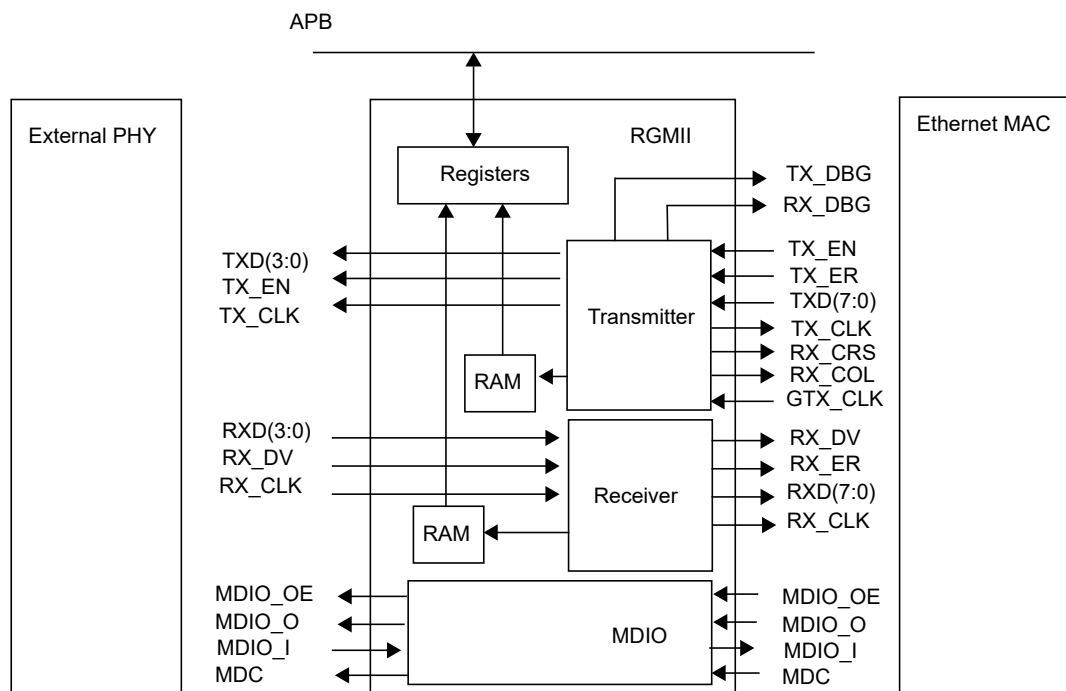 APB
External PHY
RGMII
Ethernet MAC
Registers
TX_DBG
RX_DBG
TXD(3:0)
TX_EN
TX_CLK
Transmitter
TX_EN
TX_ER
TXD(7:0)
TX_CLK
RX_CRS
RX_COL
GTX_CLK
RAM
RXD(3:0)
RX_DV
RX_CLK
Receiver
RX_DV
RX_ER
RXD(7:0)
RX_CLK
RAM
MDIO_OE
MDIO_O
MDIO_I
MDC
MDIO
MDIO_OE
MDIO_O
MDIO_I
MDC